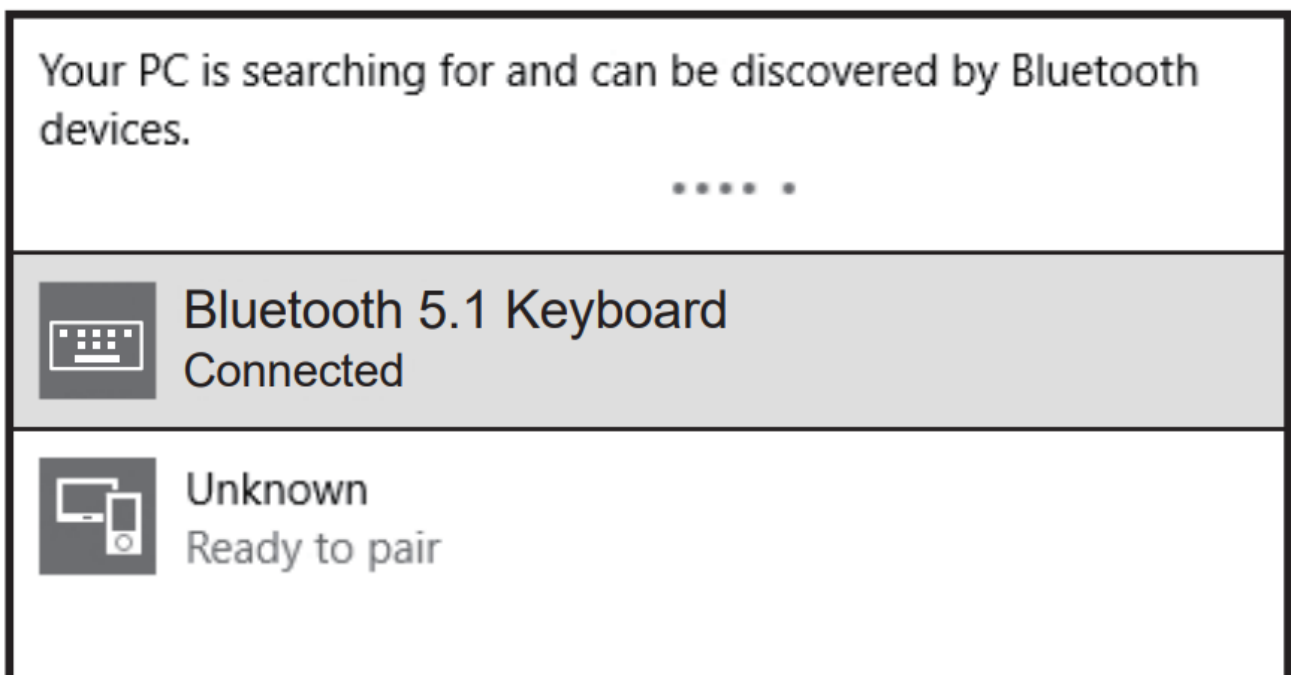 Your PC is searching for and can be discovered by Bluetooth
devices.
Bluetooth 5.1 Keyboard
Connected
Unknown
Ready to pair